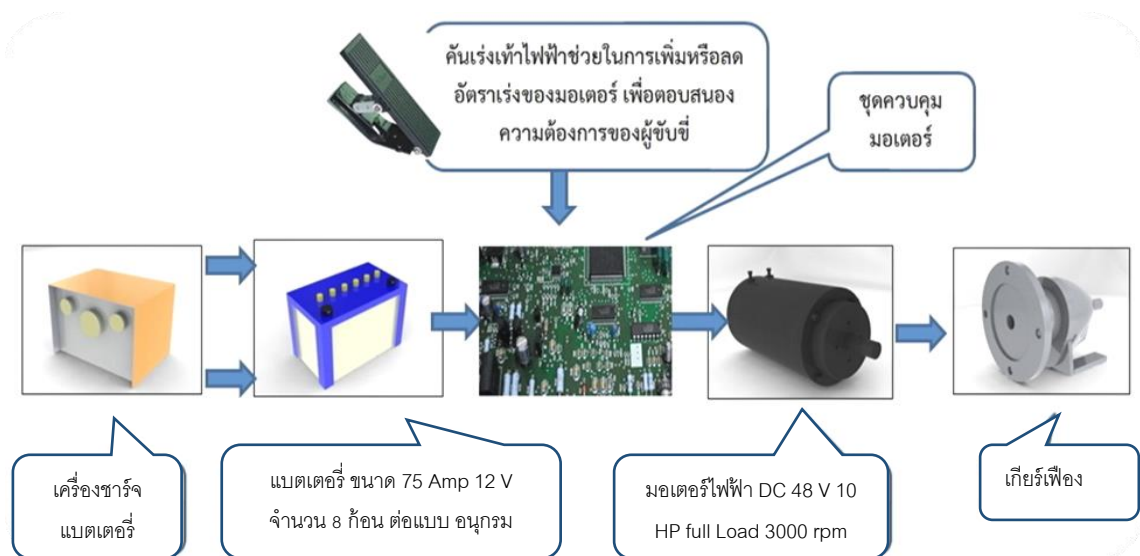 คันเร่งเท้าไฟฟ้าช่วยในการเพิ่มหรือลด
อัตราเร่งของมอเตอร์ เพื่อตอบสนอง
ความต้องการของผู้ขับขี่
ชุดควบคุม
มอเตอร์
เครื่องชาร์จ
แบตเตอรี่
แบตเตอรี่ ขนาด 75 Amp 12 V
จำนวน 8 ก้อน ต่อแบบ อนุกรม
มอเตอร์ไฟฟ้า DC 48 V 10
HP full Load 3000 rpm
เกียร์เฟือง